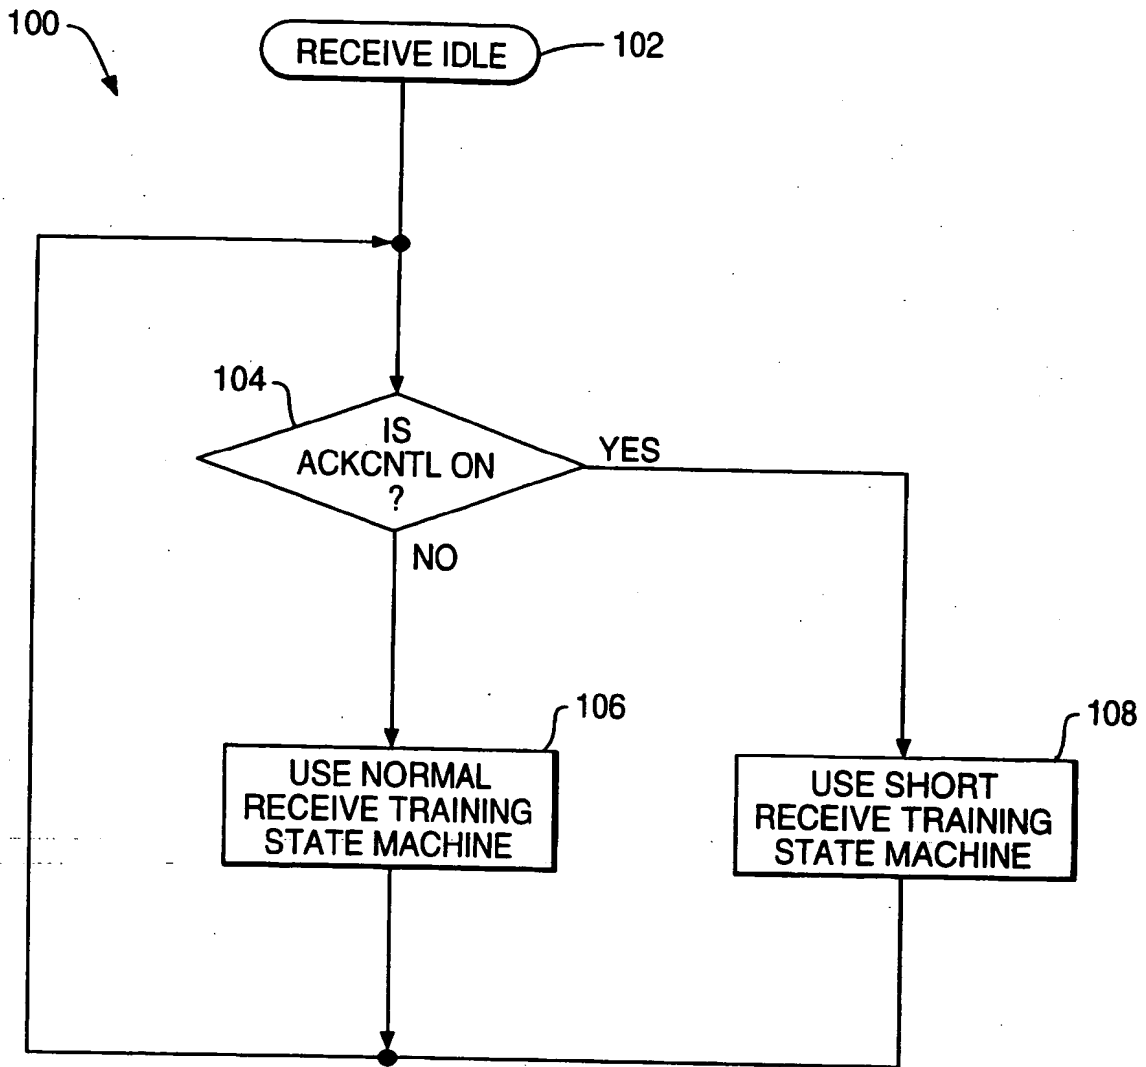 100
RECEIVE IDLE
102
104
IS
ACKCNTL ON
?
YES
NO
106
108
USE NORMAL
RECEIVE TRAINING
STATE MACHINE
USE SHORT
RECEIVE TRAINING
STATE MACHINE